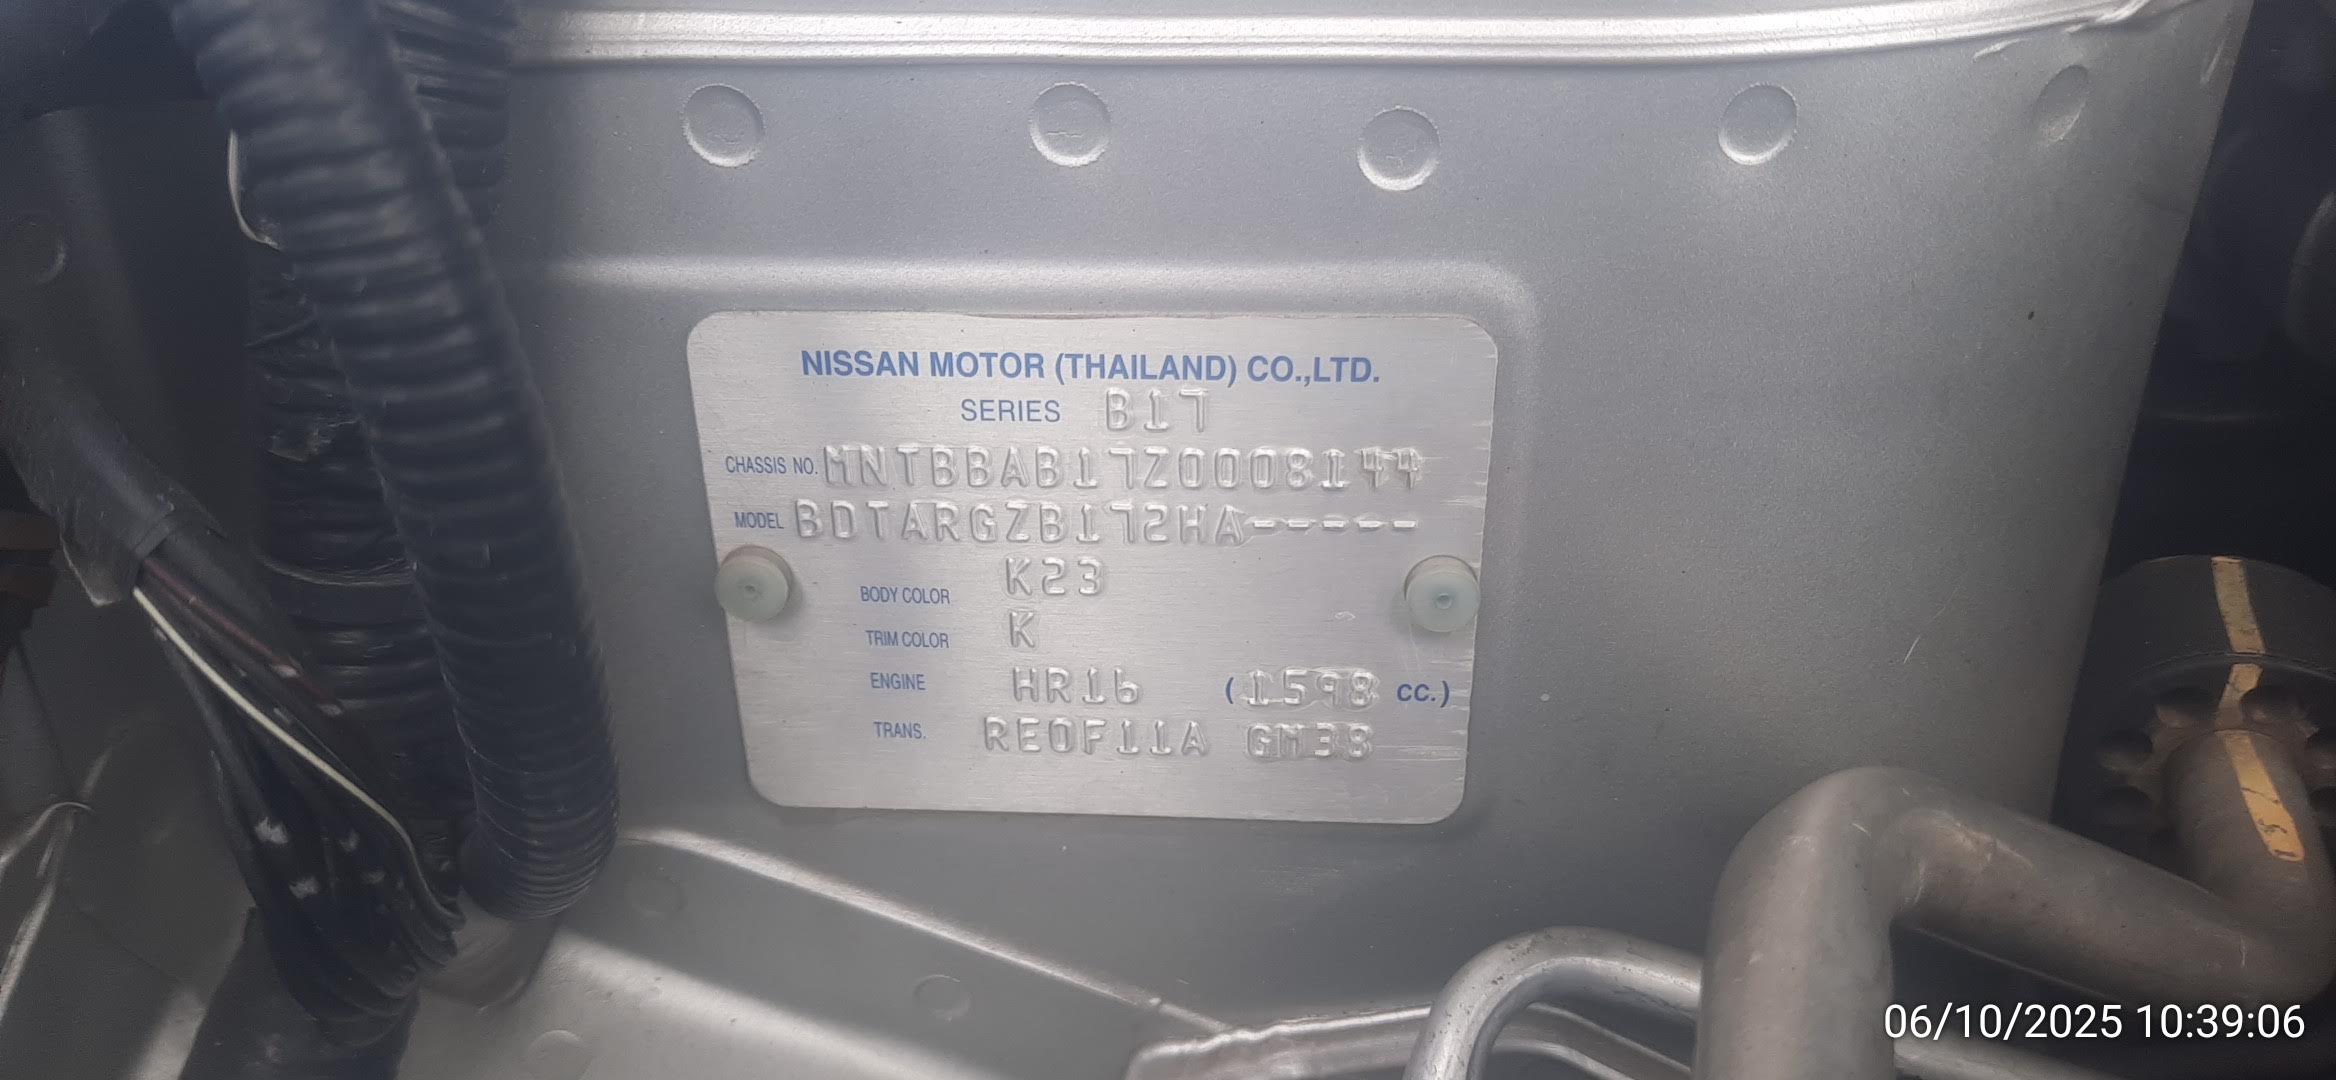 NISSAN MOTOR (THAILAND) CO.,LTD.
SERIES B17
CHASSIS NO. MNTBBAB17Z0008144
MODEL BDTARGZB172HA-----
BODY COLOR K23
TRIM COLOR K
ENGINE HR16 (1598 CC.)
TRANS. RE0F11A GM38
06/10/2025 10:39:06